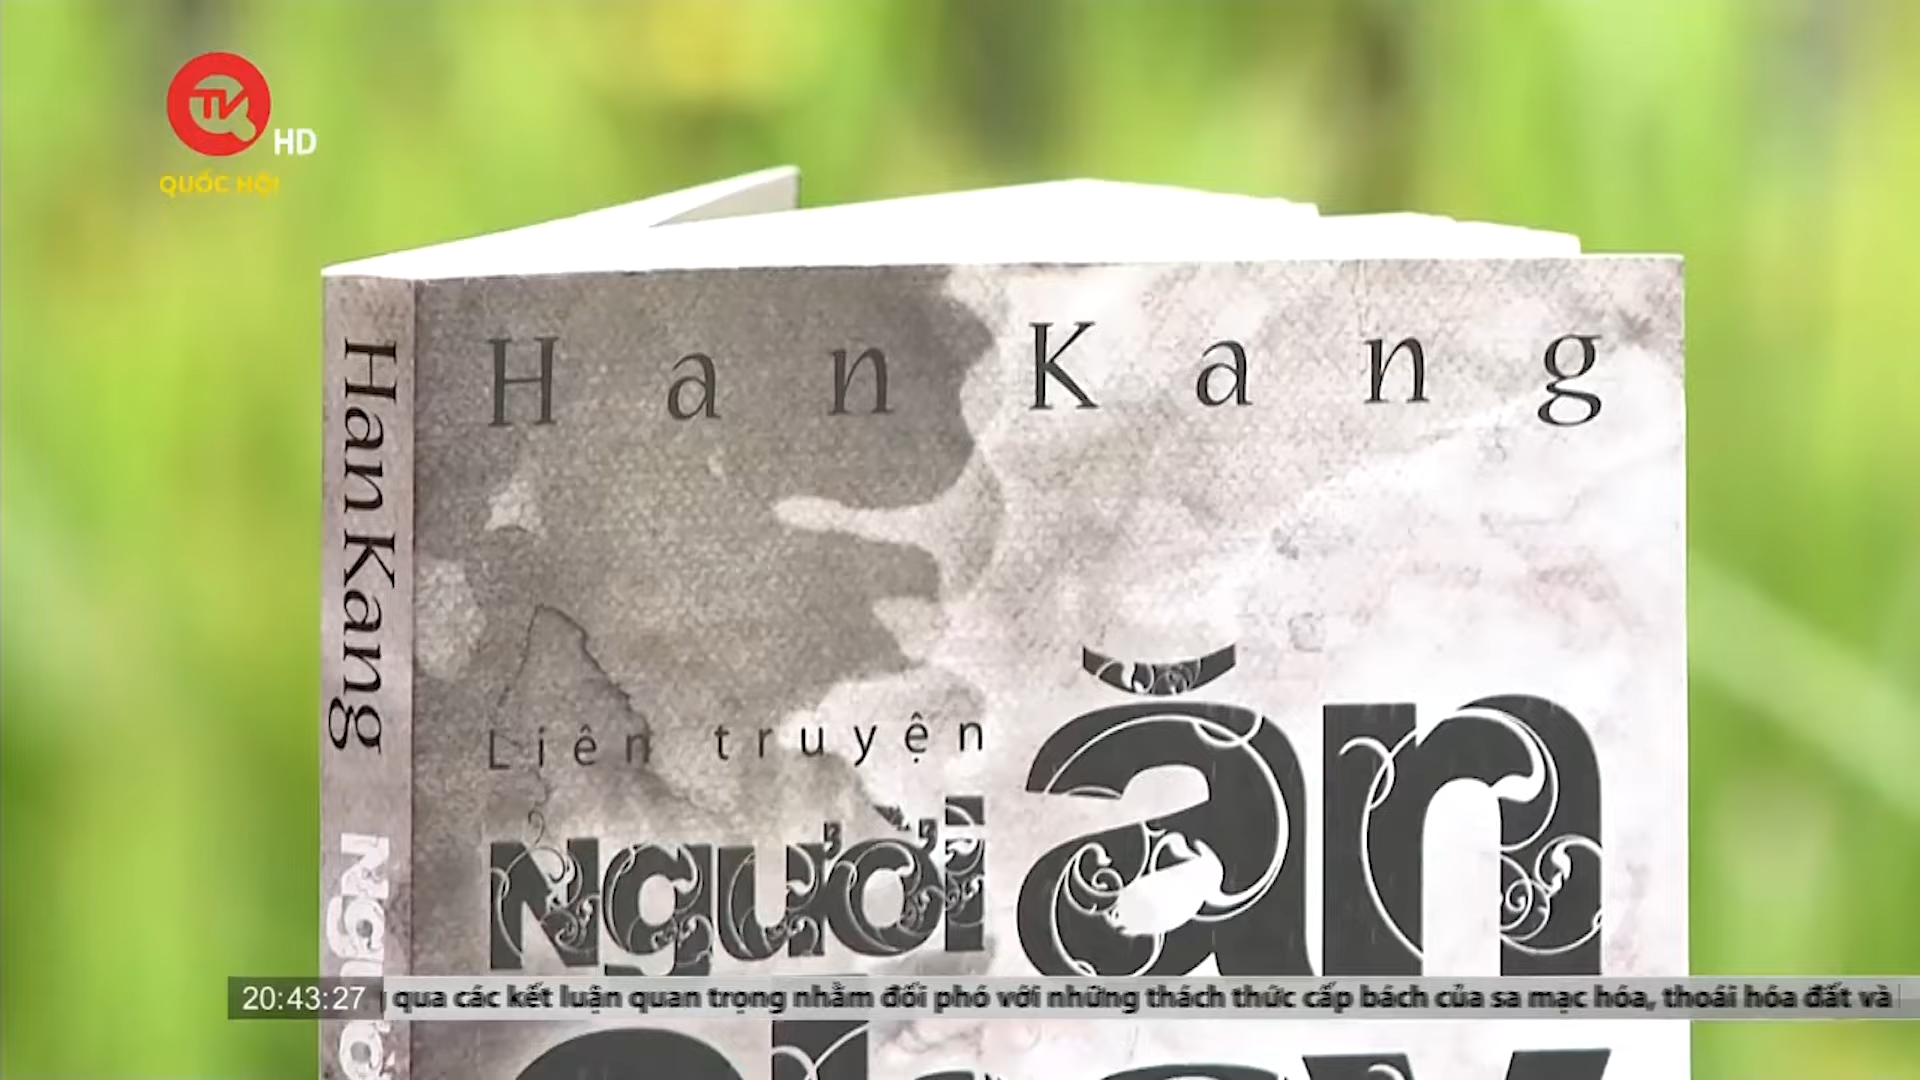 TV HD
QUỐC HỘI
Han Kang
Han Kang
Liên truyện
Người ăn
20:43:27 qua các kết luận quan trọng nhằm đối phó với những thách thức cấp bách của sa mạc hóa, thoái hóa đất và